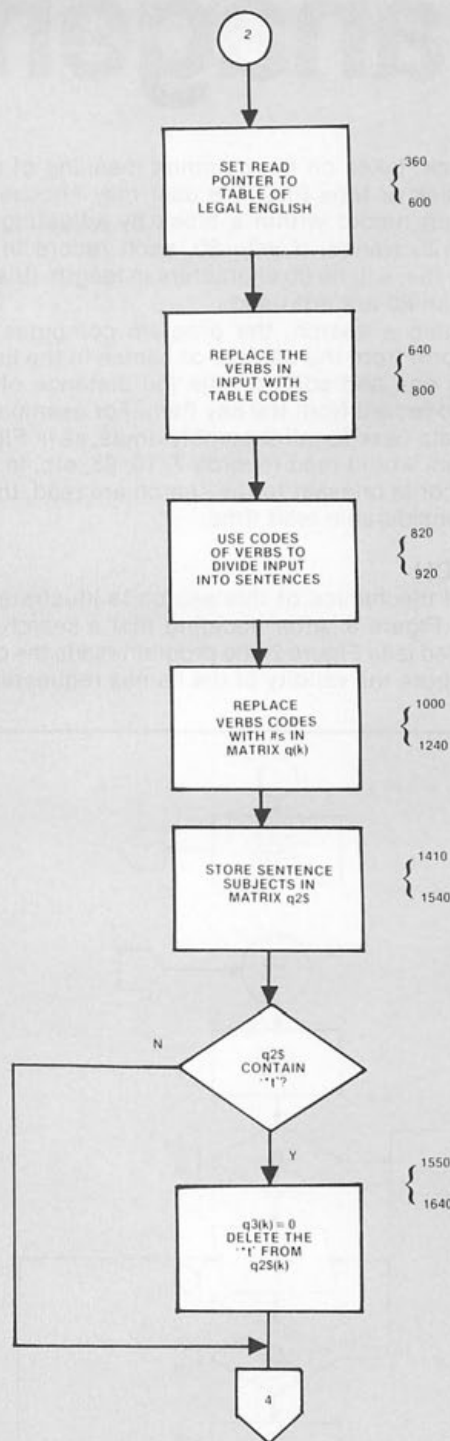 2
SET READ
POINTER TO
TABLE OF
LEGAL ENGLISH
360
600
REPLACE THE
VERBS IN
INPUT WITH
TABLE CODES
640
800
USE CODES
OF VERBS TO
DIVIDE INPUT
INTO SENTENCES
820
920
REPLACE
VERBS CODES
WITH #s IN
MATRIX q(k)
1000
1240
STORE SENTENCE
SUBJECTS IN
MATRIX q2$
1410
1540
N
q2$
CONTAIN
'*t'?
Y
1550
1640
q3(k) = 0
DELETE THE
'*t' FROM
q2$(k)
4